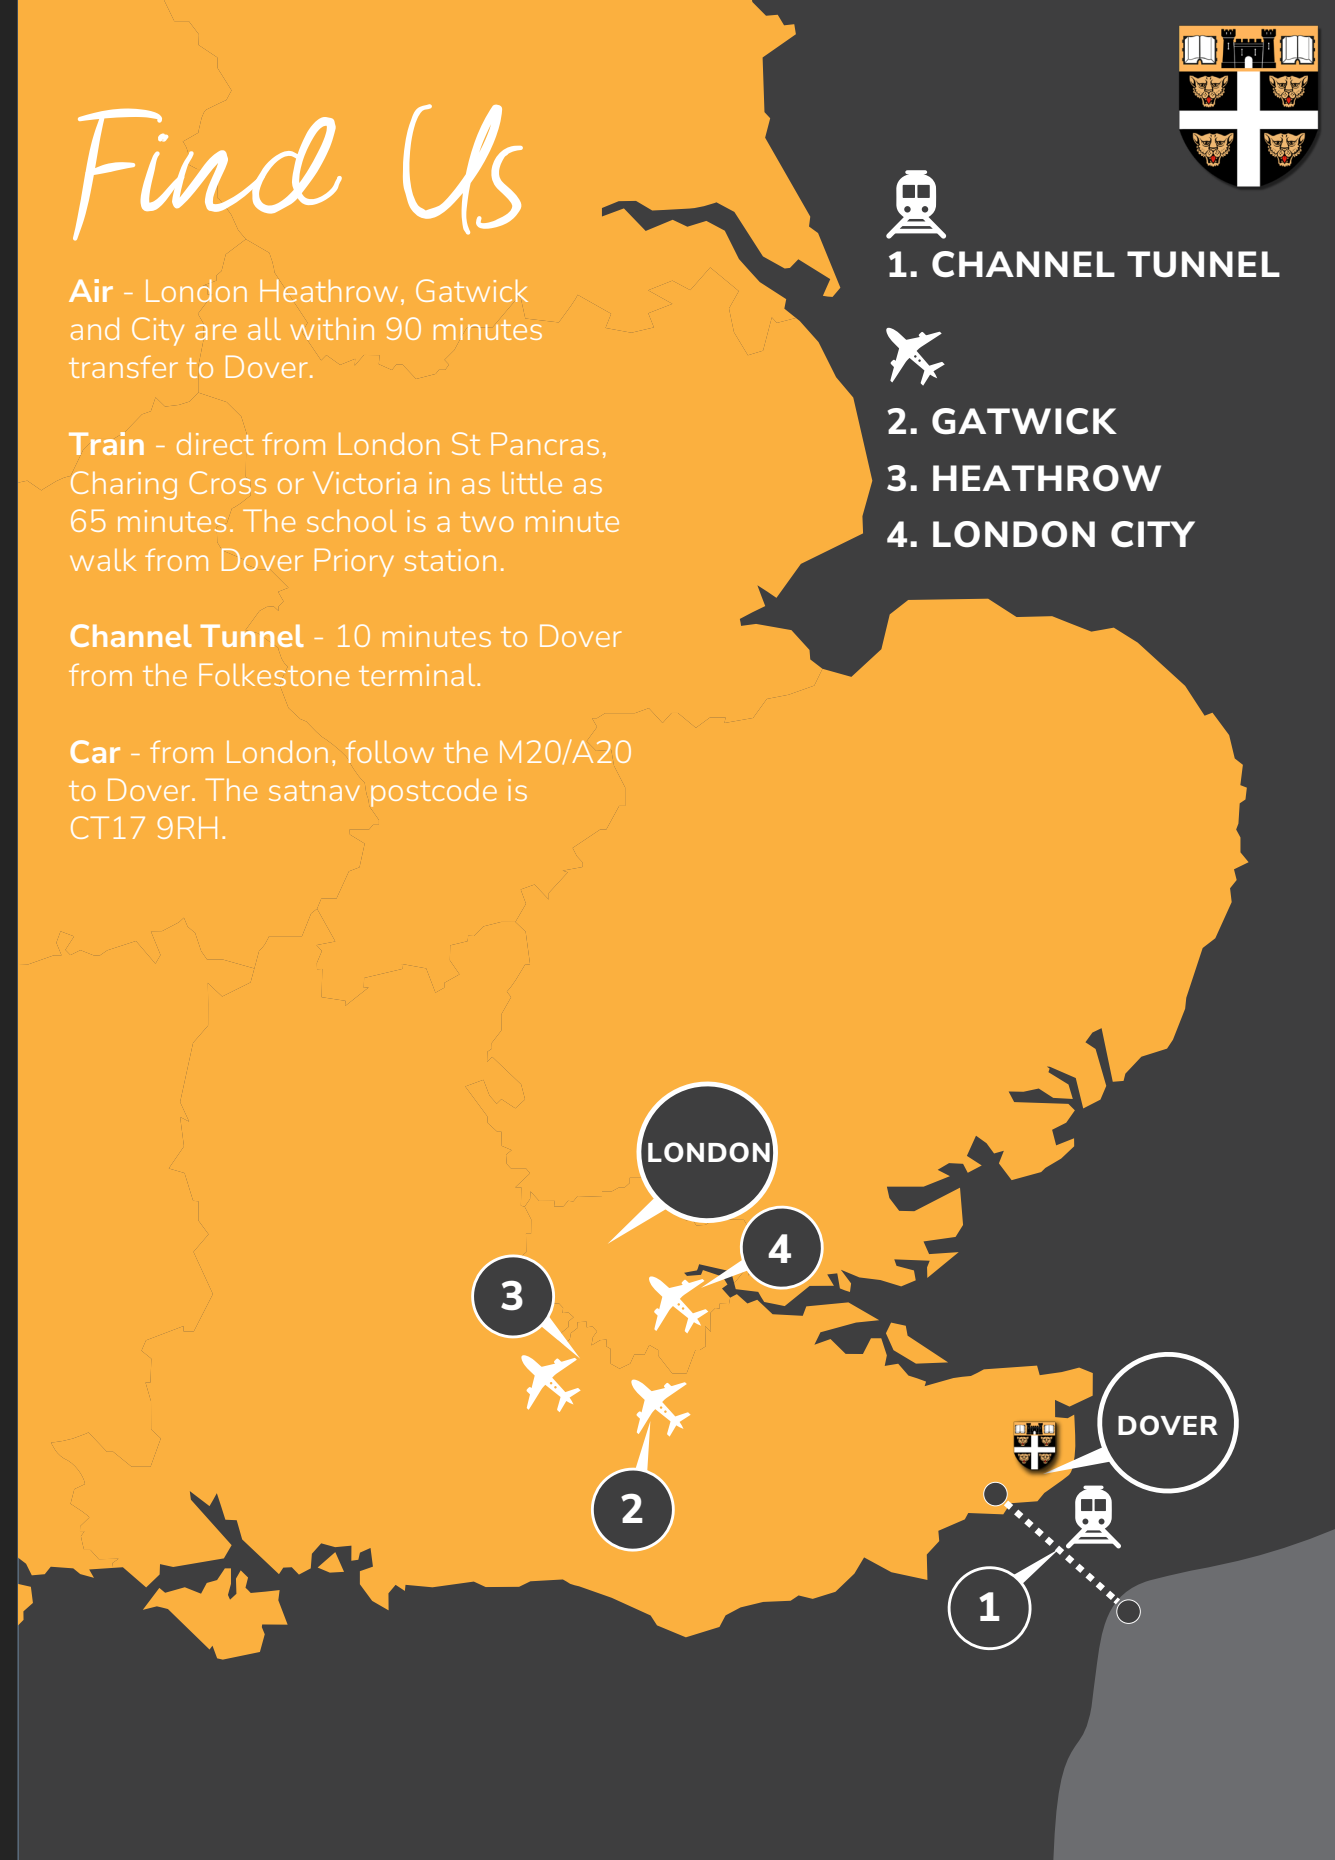 Find Us
Air - London Heathrow, Gatwick
and City are all within 90 minutes
transfer to Dover.
Train - direct from London St Pancras,
Charing Cross or Victoria in as little as
65 minutes. The school is a two minute
walk from Dover Priory station.
Channel Tunnel - 10 minutes to Dover
from the Folkestone terminal.
Car - from London, follow the M20/A20
to Dover. The satnav postcode is
CT17 9RH.
1. CHANNEL TUNNEL
2. GATWICK
3. HEATHROW
4. LONDON CITY
LONDON
4
3
DOVER
2
1